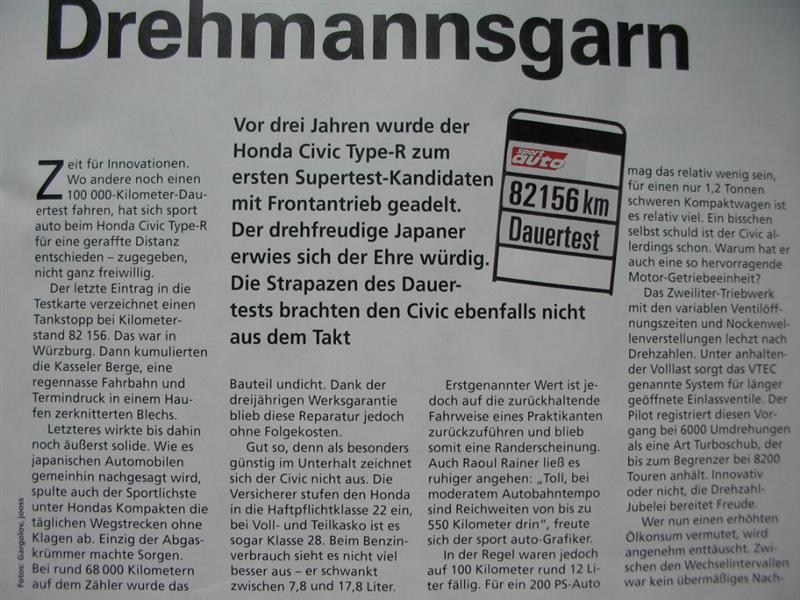 Drehmannsgarn
Vor drei Jahren wurde der
Honda Civic Type-R zum
ersten Supertest-Kandidaten
mit Frontantrieb geadelt.
Der drehfreudige Japaner
erwies sich der Ehre würdig.
Die Strapazen des Dauer-
tests brachten den Civic ebenfalls nicht
aus dem Takt
sport
auto
82156 km
Dauertest
Zeit für Innovationen.
Wo andere noch einen
100 000-Kilometer-Dau-
ertest fahren, hat sich sport
auto beim Honda Civic Type-R
für eine geraffte Distanz
entschieden – zugegeben,
nicht ganz freiwillig.
Der letzte Eintrag in die
Testkarte verzeichnet einen
Tankstopp bei Kilometer-
stand 82 156. Das war in
Würzburg. Dann kumulierten
die Kasseler Berge, eine
regennasse Fahrbahn und
Termindruck in einem Hau-
fen zerknitterten Blechs.
Letzteres wirkte bis dahin
noch äußerst solide. Wie es
japanischen Automobilen
gemeinhin nachgesagt wird,
spulte auch der Sportlichste
unter Hondas Kompakten die
täglichen Wegstrecken ohne
Klagen ab. Einzig der Abgas-
krümmer machte Sorgen.
Bei rund 68 000 Kilometern
auf dem Zähler wurde das
Bauteil undicht. Dank der
dreijährigen Werksgarantie
blieb diese Reparatur jedoch
ohne Folgekosten.
Gut so, denn als besonders
günstig im Unterhalt zeichnet
sich der Civic nicht aus. Die
Versicherer stufen den Honda
in die Haftpflichtklasse 22 ein,
bei Voll- und Teilkasko ist es
sogar Klasse 28. Beim Benzin-
verbrauch sieht es nicht viel
besser aus – er schwankt
zwischen 7,8 und 17,8 Liter.
Erstgenannter Wert ist je-
doch auf die zurückhaltende
Fahrweise eines Praktikanten
zurückzuführen und blieb
somit eine Randerscheinung.
Auch Raoul Rainer ließ es
ruhiger angehen: „Toll, bei
moderatem Autobahntempo
sind Reichweiten von bis zu
550 Kilometer drin“, freute
sich der sport auto-Grafiker.
In der Regel waren jedoch
auf 100 Kilometer rund 12 Li-
ter fällig. Für ein 200 PS-Auto
mag das relativ wenig sein,
für einen nur 1,2 Tonnen
schweren Kompaktwagen ist
es relativ viel. Ein bisschen
selbst schuld ist der Civic al-
lerdings schon. Warum hat er
auch eine so hervorragende
Motor-Getriebeeinheit?
Das Zweiliter-Triebwerk
mit den variablen Ventilöff-
nungszeiten und Nockenwel-
lenverstellungen lechzt nach
Drehzahlen. Unter anhalten-
der Volllast sorgt das VTEC
genannte System für länger
geöffnete Einlassventile. Der
Pilot registriert diesen Vor-
gang bei 6000 Umdrehungen
als eine Art Turboschub, der
bis zum Begrenzer bei 8200
Touren anhält. Innovativ
oder nicht, die Drehzahl-
Jubelei bereitet Freude.
Wer nun einen erhöhten
Ölkonsum vermutet, wird
angenehm enttäuscht. Zwi-
schen den Wechselintervallen
war kein übermäßiges Nach-
Fotos: Gargolov, jooss